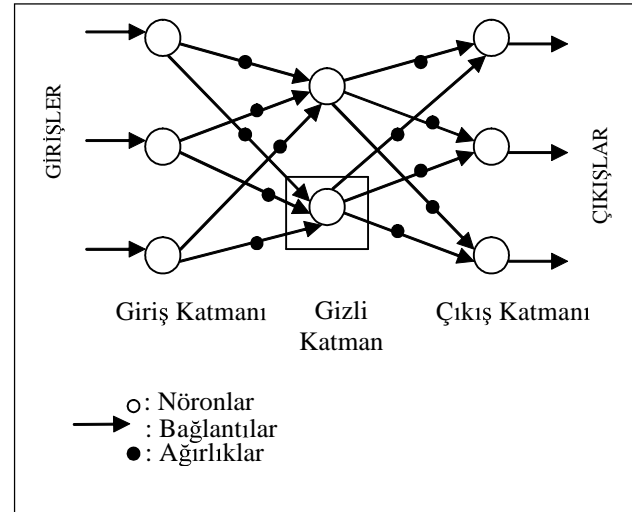 GİRİŞLER
ÇIKIŞLAR
Giriş Katmanı
Gizli
Katman
Çıkış Katmanı
: Nöronlar
: Bağlantılar
: Ağırlıklar